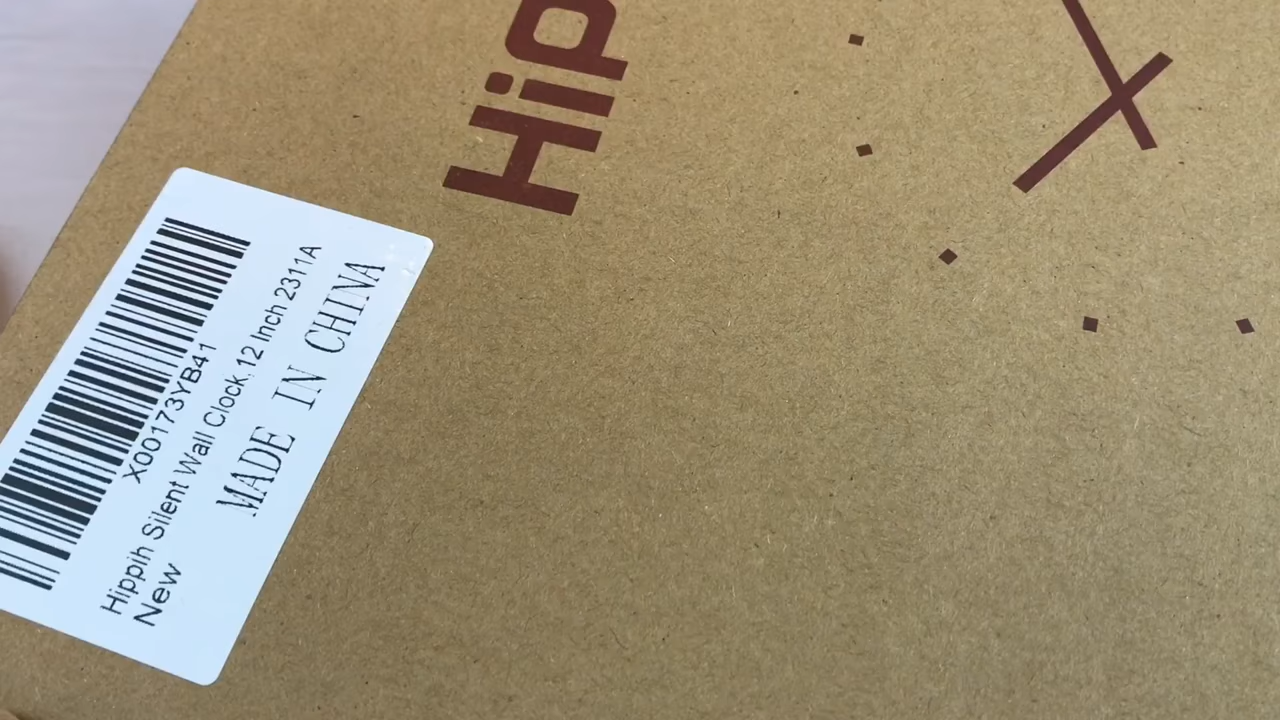 Hip
X00173YB41
Hippih Silent Wall Clock,12 Inch 2311A
New
MADE IN CHINA